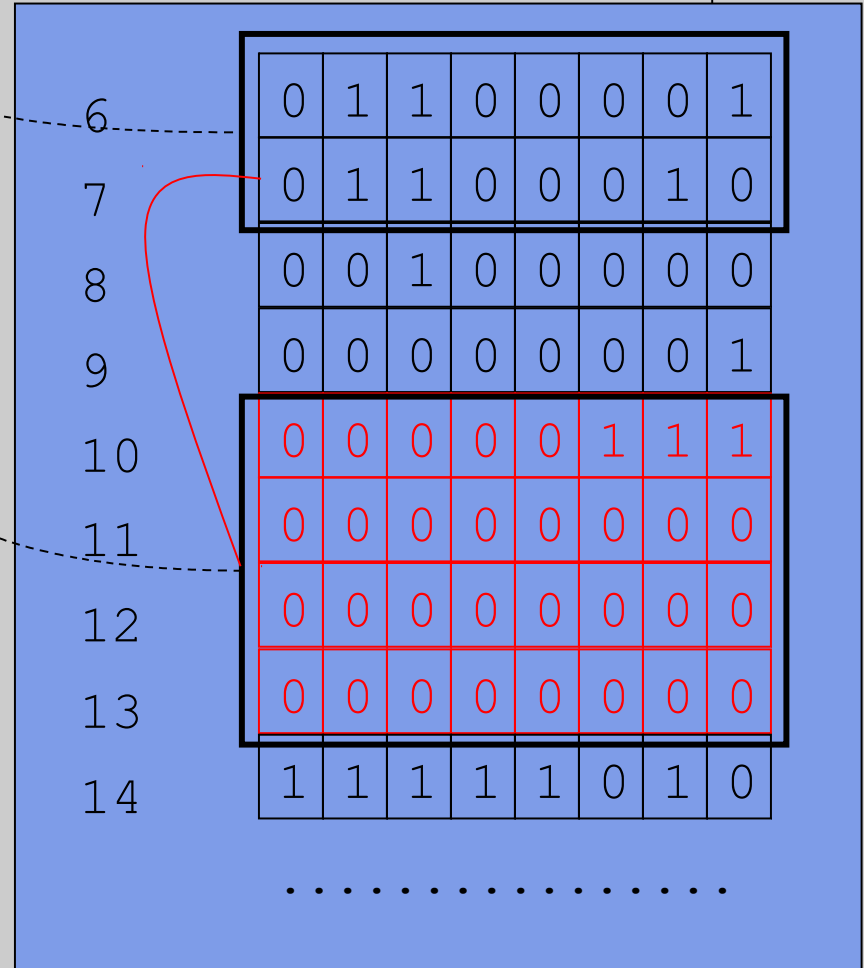 6 0 1 1 0 0 0 0 1
7 0 1 1 0 0 0 1 0
8 0 0 1 0 0 0 0 0
9 0 0 0 0 0 0 0 1
10 0 0 0 0 0 1 1 1
11 0 0 0 0 0 0 0 0
12 0 0 0 0 0 0 0 0
13 0 0 0 0 0 0 0 0
14 1 1 1 1 1 0 1 0
. . . . . . . . . . . . . . . .